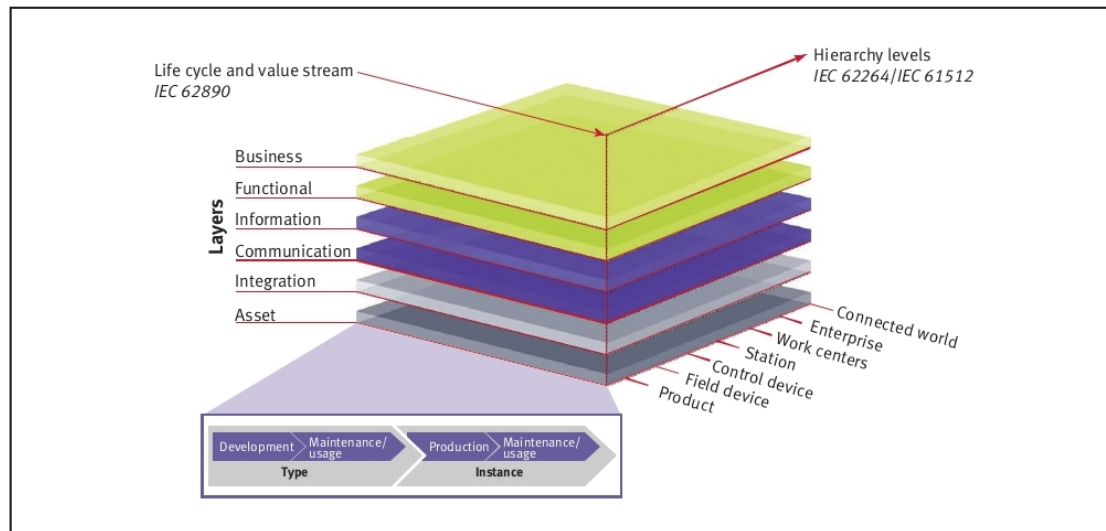 Life cycle and value stream
IEC 62890
Hierarchy levels
IEC 62264/IEC 61512
Layers
Business
Functional
Information
Communication
Integration
Asset
Connected world
Enterprise
Work centers
Station
Control device
Field device
Product
Development
Maintenance/
usage
Production
Maintenance/
usage
Type
Instance